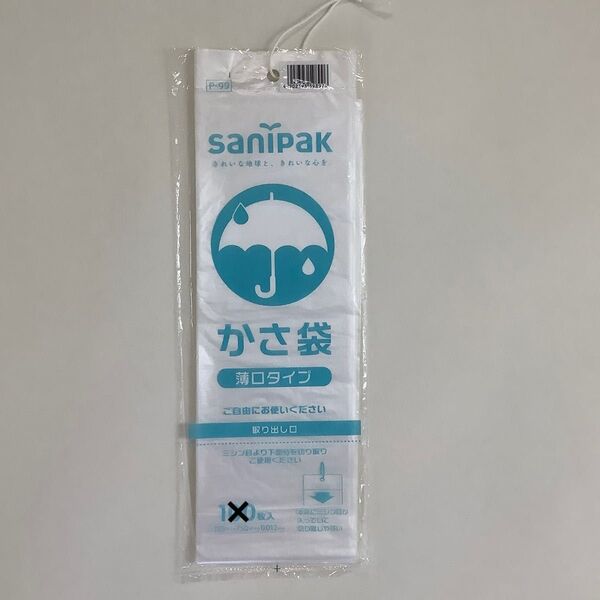 P-99
sanipak
きれいな地球と、きれいな心を
かさ袋
薄口タイプ
ご自由にお使いください
取り出し口
ミシン目より下部分を切り取り
ご使用ください
枚入